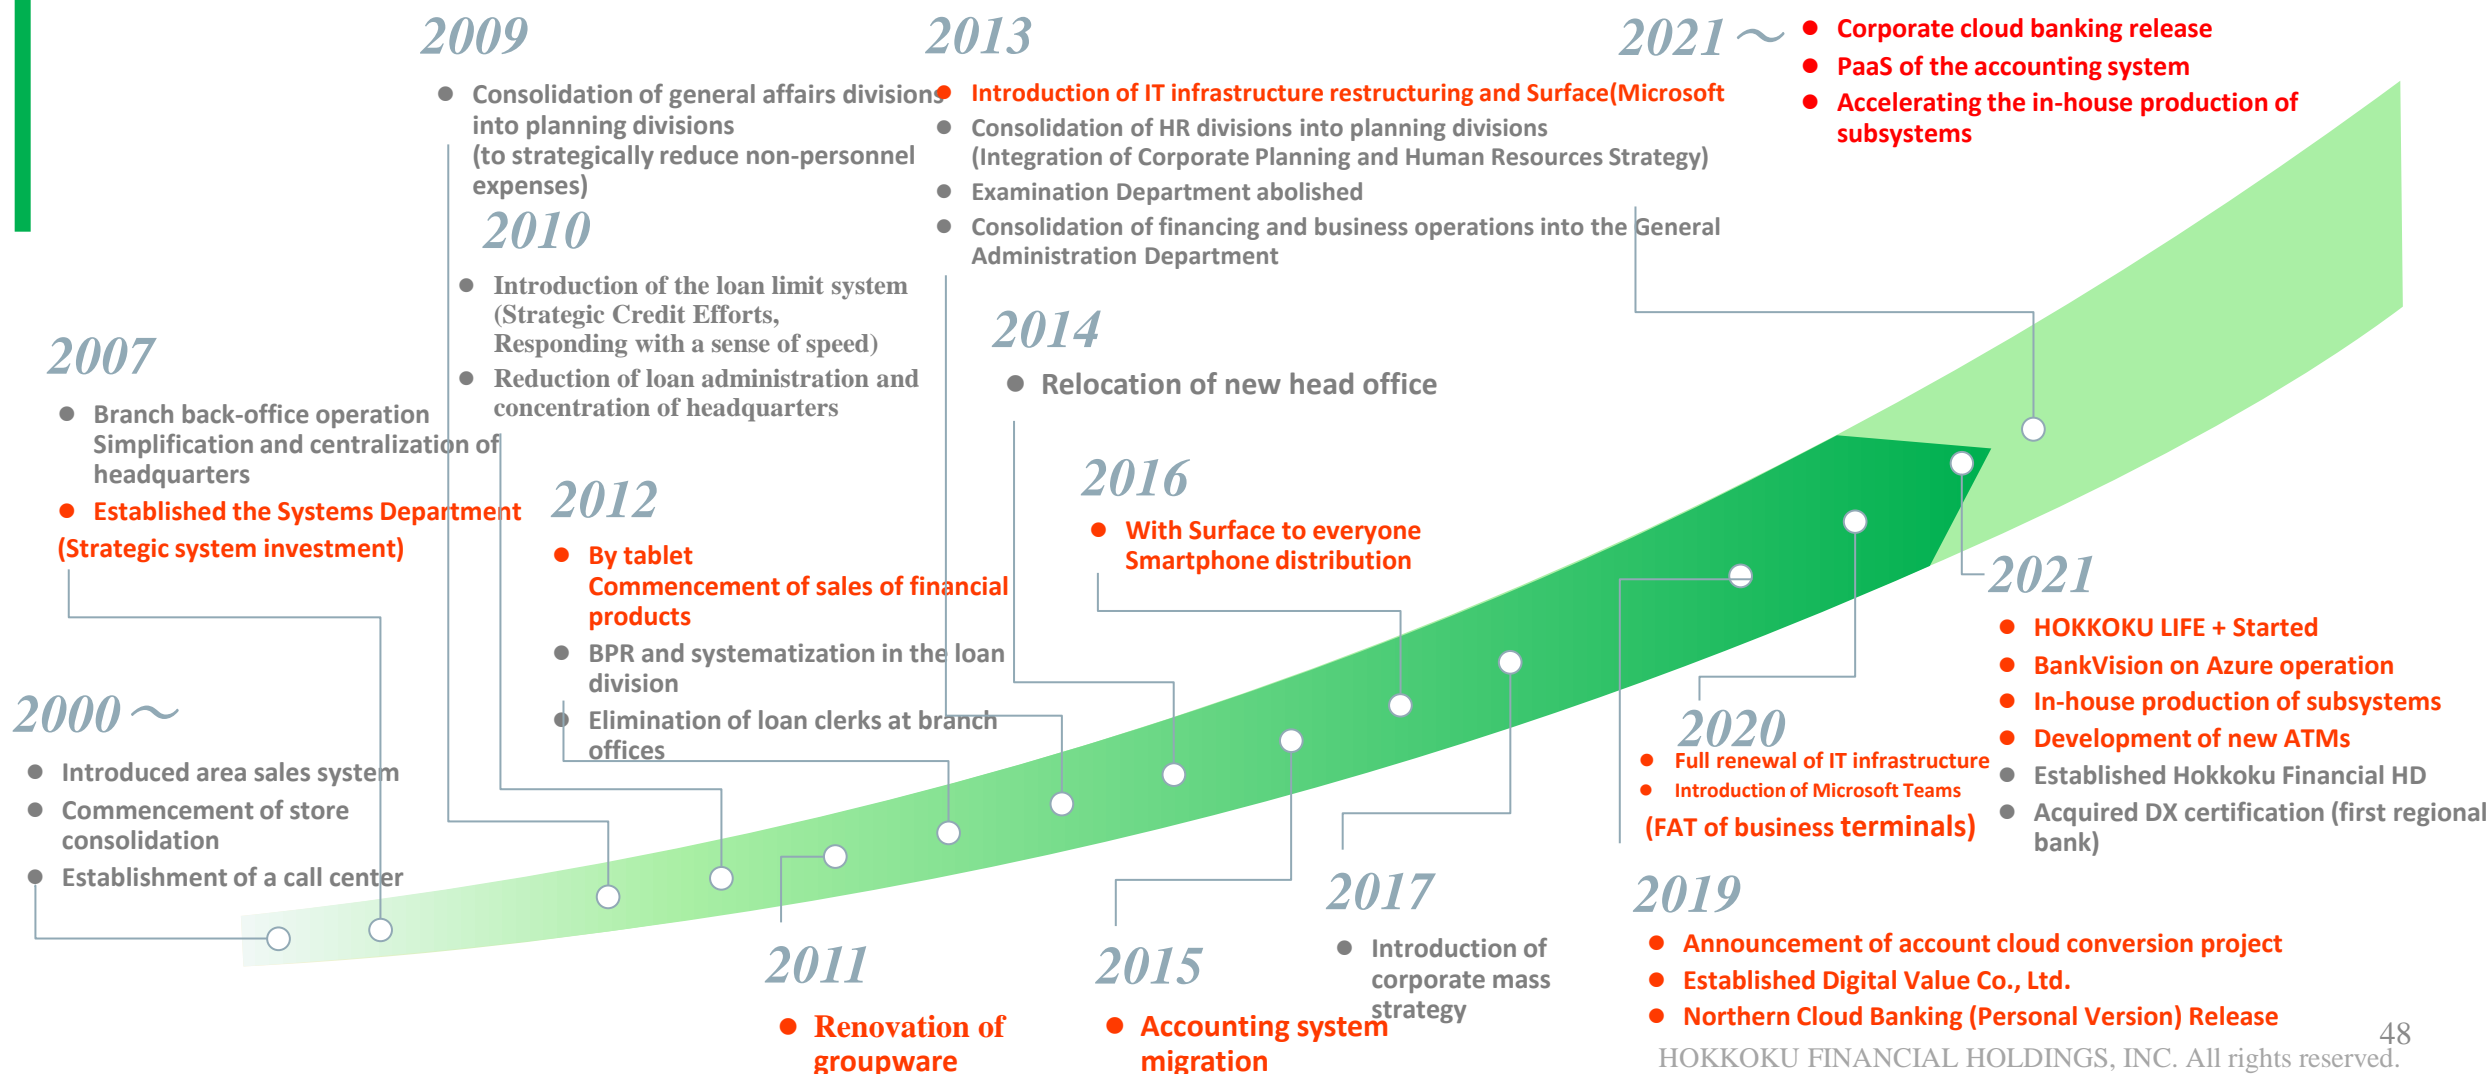 2000～
Introduced area sales system
Commencement of store
consolidation
Establishment of a call center
2007
Branch back-office operation
Simplification and centralization of
headquarters
Established the Systems Department
(Strategic system investment)
2009
Consolidation of general affairs divisions
into planning divisions
(to strategically reduce non-personnel
expenses)
2010
Introduction of the loan limit system
(Strategic Credit Efforts,
Responding with a sense of speed)
Reduction of loan administration and
concentration of headquarters
2011
Renovation of
groupware
2012
By tablet
Commencement of sales of financial
products
BPR and systematization in the loan
division
Elimination of loan clerks at branch
offices
2013
Introduction of IT infrastructure restructuring and Surface(Microsoft
Consolidation of HR divisions into planning divisions
(Integration of Corporate Planning and Human Resources Strategy)
Examination Department abolished
Consolidation of financing and business operations into the General
Administration Department
2014
Relocation of new head office
2015
Accounting system
migration
2016
With Surface to everyone
Smartphone distribution
2017
Introduction of
corporate mass
strategy
2019
Announcement of account cloud conversion project
Established Digital Value Co., Ltd.
Northern Cloud Banking (Personal Version) Release
2020
Full renewal of IT infrastructure
Introduction of Microsoft Teams
(FAT of business terminals)
2021
HOKKOKU LIFE + Started
BankVision on Azure operation
In-house production of subsystems
Development of new ATMs
Established Hokkoku Financial HD
Acquired DX certification (first regional
bank)
2021～
Corporate cloud banking release
PaaS of the accounting system
Accelerating the in-house production of
subsystems
48
HOKKOKU FINANCIAL HOLDINGS, INC. All rights reserved.